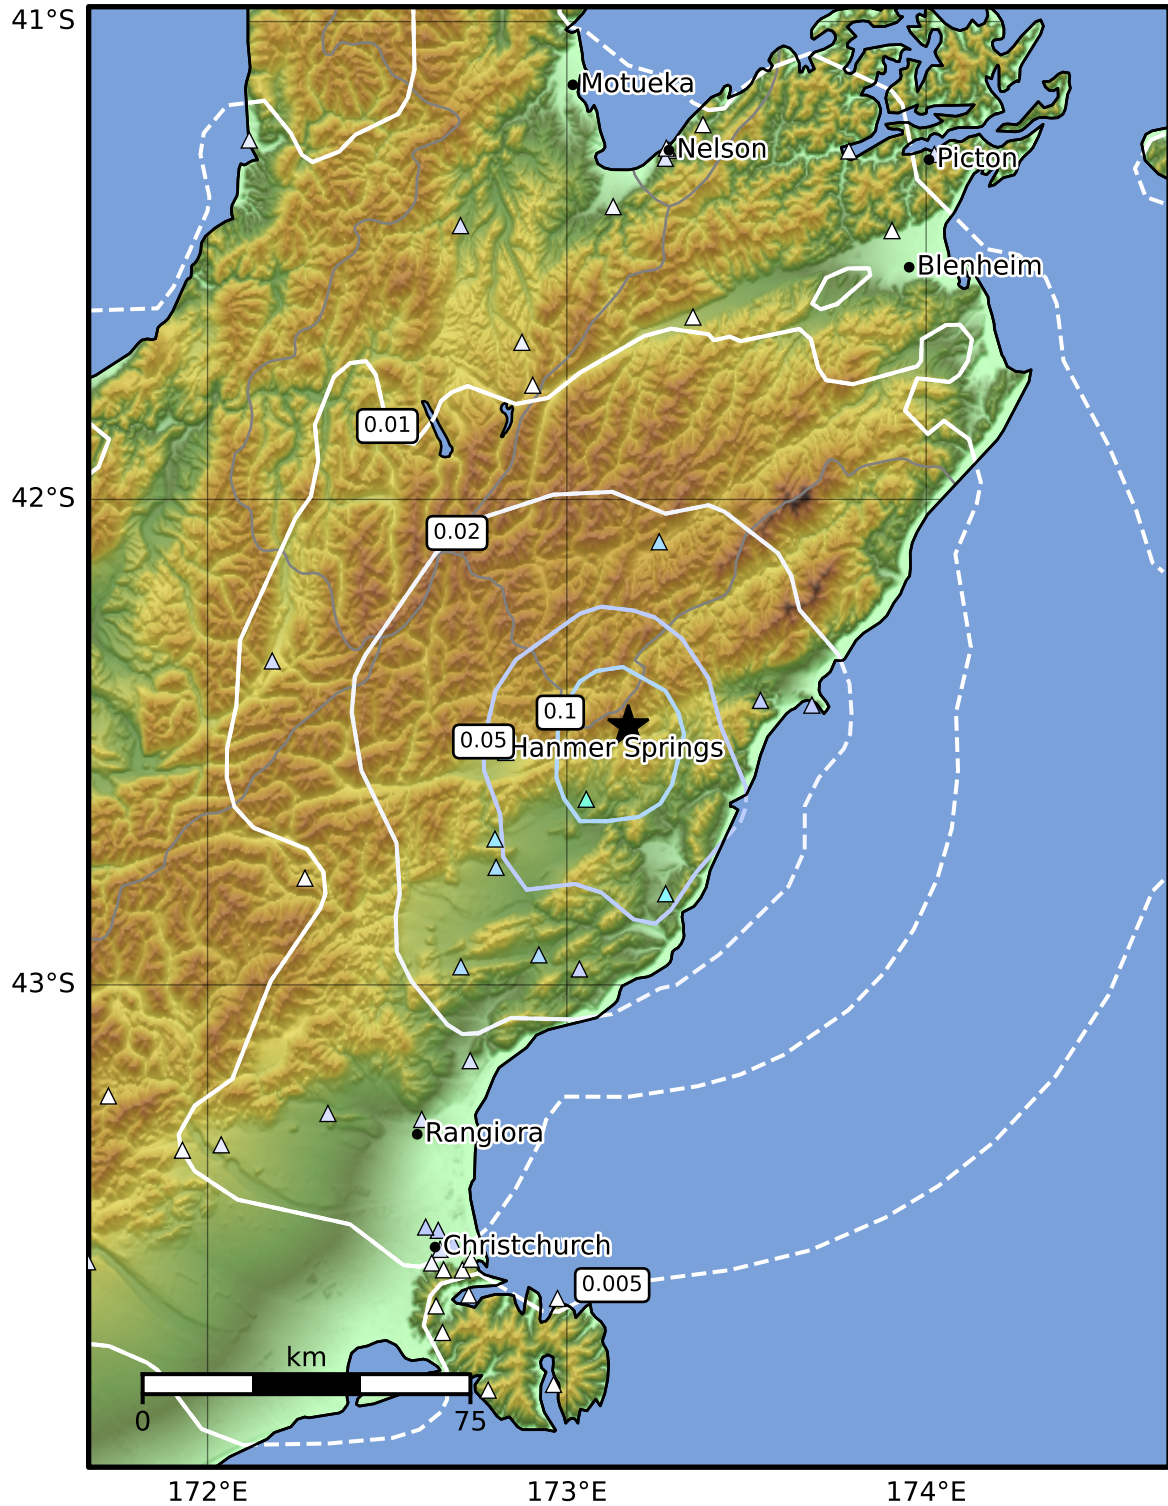 41°S
Motueka
Nelson
Picton
Blenheim
0.01
42°S
0.02
0.1
0.05
Hanmer Springs
43°S
Rangiora
Christchurch
0.005
km
0
75
172°E
173°E
174°E